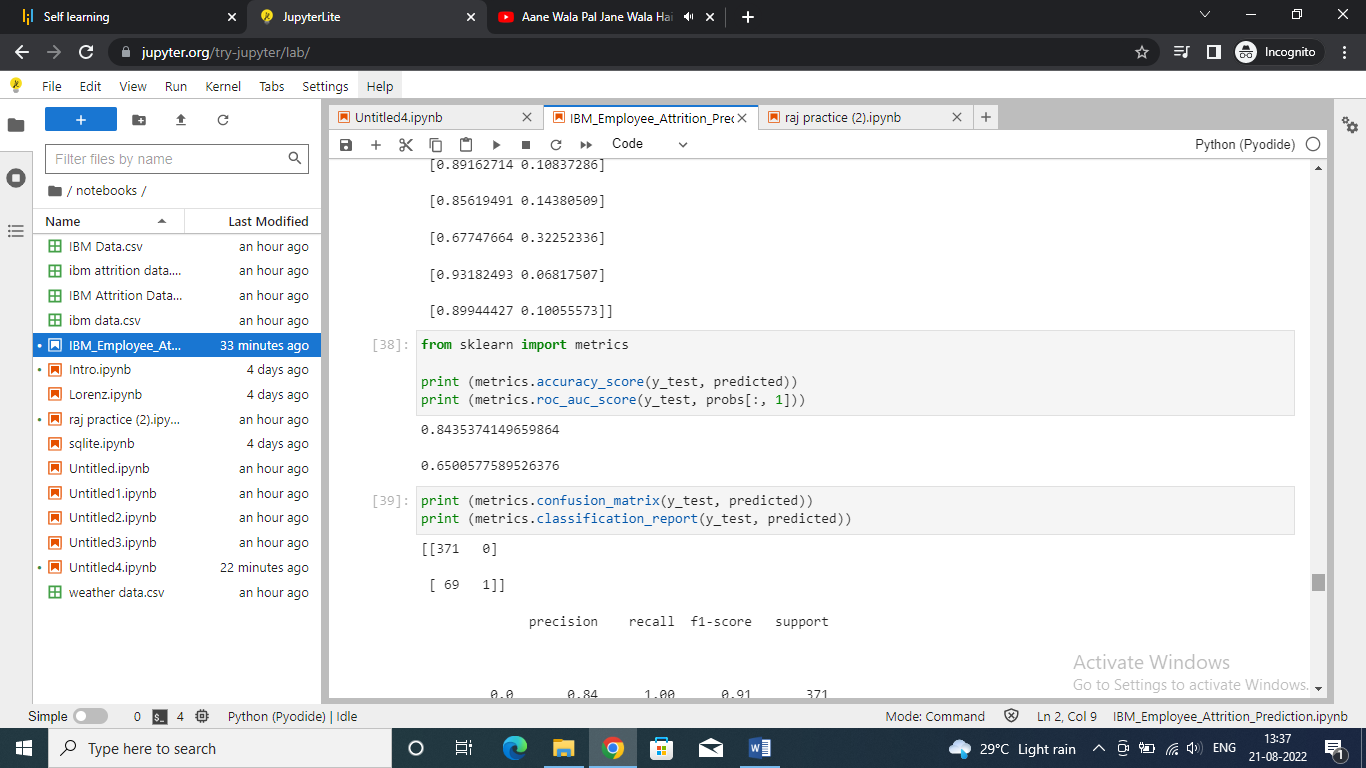 Self learning
JupyterLite
Aane Wala Pal Jane Wala Hai
jupyter.org/try-jupyter/lab/
Incognito
File Edit View Run Kernel Tabs Settings Help
Filter files by name
/ notebooks /
Name Last Modified
IBM Data.csv an hour ago
ibm attrition data.... an hour ago
IBM Attrition Data... an hour ago
ibm data.csv an hour ago
IBM_Employee_At... 33 minutes ago
Intro.ipynb 4 days ago
Lorenz.ipynb 4 days ago
raj practice (2).ipy... an hour ago
sqlite.ipynb 4 days ago
Untitled.ipynb an hour ago
Untitled1.ipynb an hour ago
Untitled2.ipynb an hour ago
Untitled3.ipynb an hour ago
Untitled4.ipynb 22 minutes ago
weather data.csv an hour ago
Untitled4.ipynb
IBM_Employee_Attrition_Prec
raj practice (2).ipynb
Code
Python (Pyodide)
[0.89162714 0.10837286]
[0.85619491 0.14380509]
[0.67747664 0.32252336]
[0.93182493 0.06817507]
[0.89944427 0.10055573]]
[38]: from sklearn import metrics
print (metrics.accuracy_score(y_test, predicted))
print (metrics.roc_auc_score(y_test, probs[:, 1]))
0.8435374149659864
0.6500577589526376
[39]: print (metrics.confusion_matrix(y_test, predicted))
print (metrics.classification_report(y_test, predicted))
[[371 0]
[ 69 1]]
precision recall f1-score support
0.0 0.84 1.00 0.91 371
Activate Windows
Go to Settings to activate Windows.
Simple 0 4 Python (Pyodide) | Idle
Mode: Command Ln 2, Col 9 IBM_Employee_Attrition_Prediction.ipynb
Type here to search
29°C Light rain
ENG
13:37
21-08-2022
1